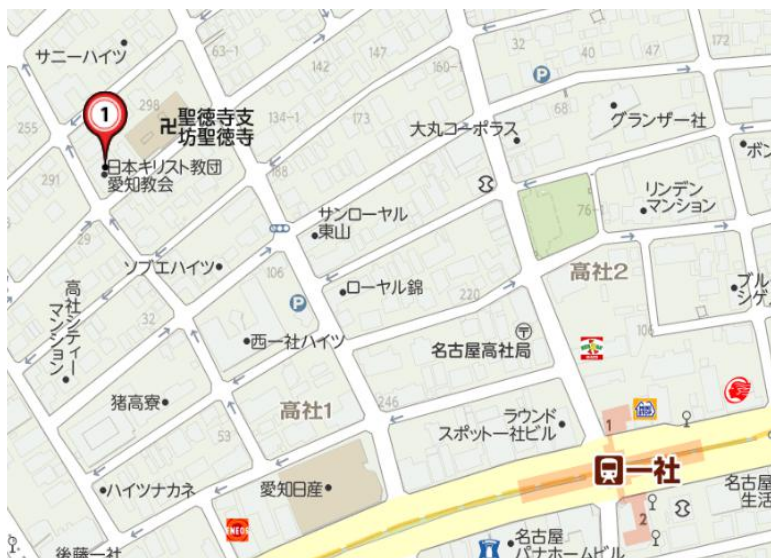 サニーハイツ
63-1
142
147
160-1
32
40
47
172
P
255
298
1
卍聖徳寺支
坊聖徳寺
134-1
173
188
大丸コーポラス
68
グランザー社
日本キリスト教団
愛知教会
291
29
サンローヤル
東山
76-1
リンデン
マンション
ボン
ソブエハイツ
106
ローヤル錦
220
高社2
ブル
シゲ
高社シティー
マンション
32
P
西一社ハイツ
名古屋高社局
〒
106
猪高寮
高社1
246
53
ラウンド
スポット一社ビル
1
ハイツナカネ
愛知日産
一社
ENEOS
2
名古屋
生活
後藤一社
名古屋
パナホームビル